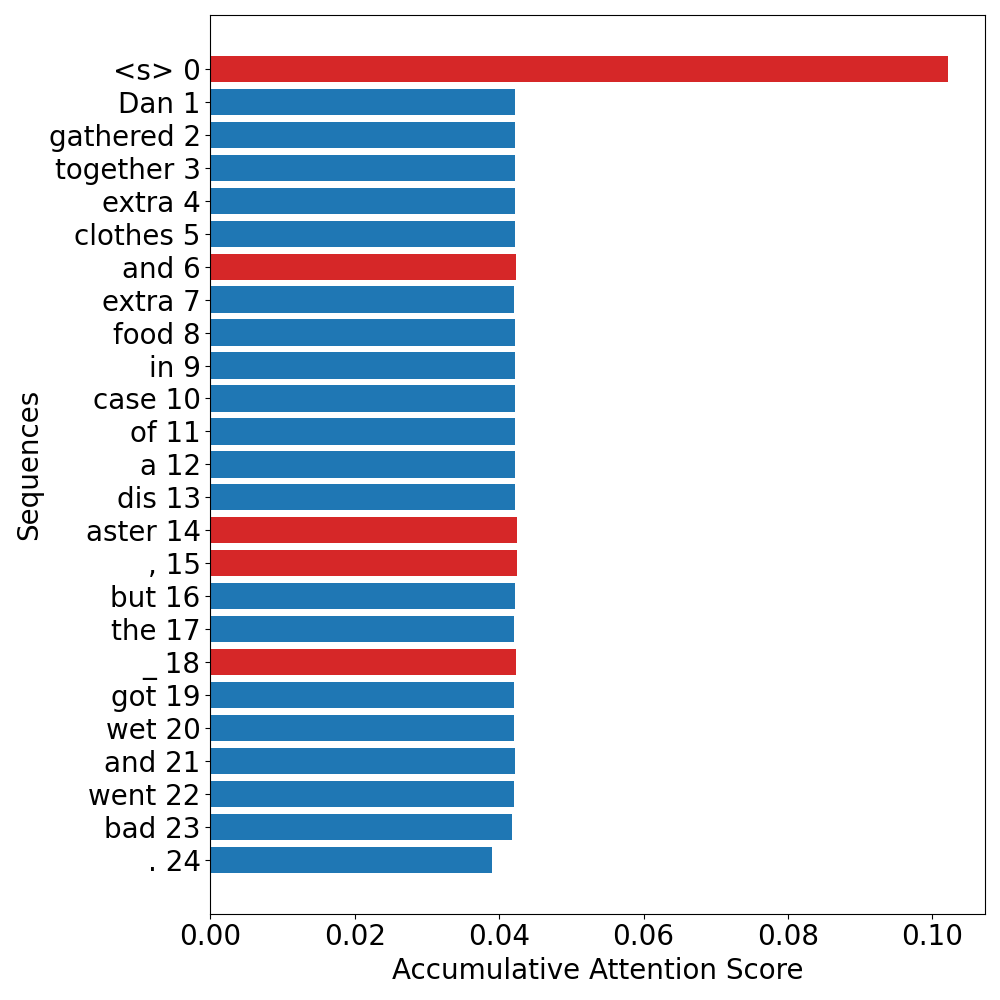 <s> 0
Dan 1
gathered 2
together 3
extra 4
clothes 5
and 6
extra 7
food 8
in 9
case 10
of 11
a 12
dis 13
aster 14
, 15
but 16
the 17
_ 18
got 19
wet 20
and 21
went 22
bad 23
. 24
Sequences
0.00 0.02 0.04 0.06 0.08 0.10
Accumulative Attention Score